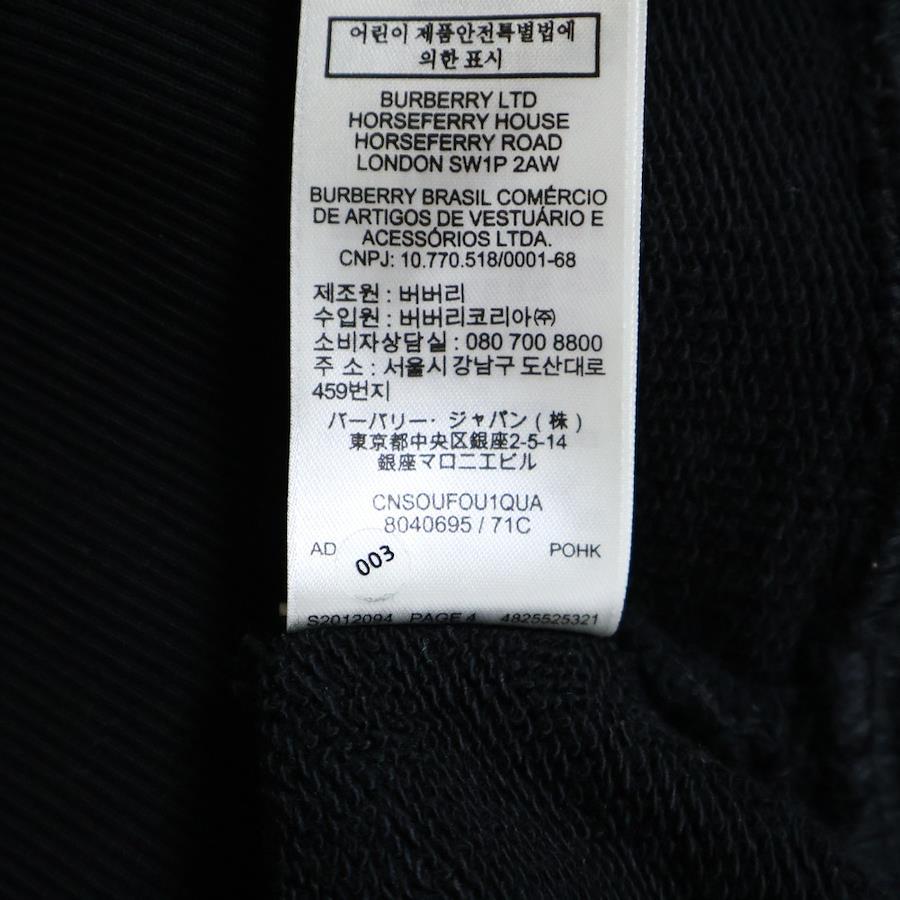 어린이 제품안전특별법에
의한 표시
BURBERRY LTD
HORSEFERRY HOUSE
HORSEFERRY ROAD
LONDON SW1P 2AW
BURBERRY BRASIL COMÉRCIO
DE ARTIGOS DE VESTUÁRIO E
ACESSÓRIOS LTDA.
CNPJ: 10.770.518/0001-68
제조원 : 버버리
수입원 : 버버리코리아㈜
소비자상담실 : 080 700 8800
주 소 : 서울시 강남구 도산대로
459번지
バーバリー・ジャパン(株)
東京都中央区銀座2-5-14
銀座マロニエビル
CNSOUFOU1QUA
8040695 / 71C
AD 003 POHK
S2012094 PAGE 4 4825525321